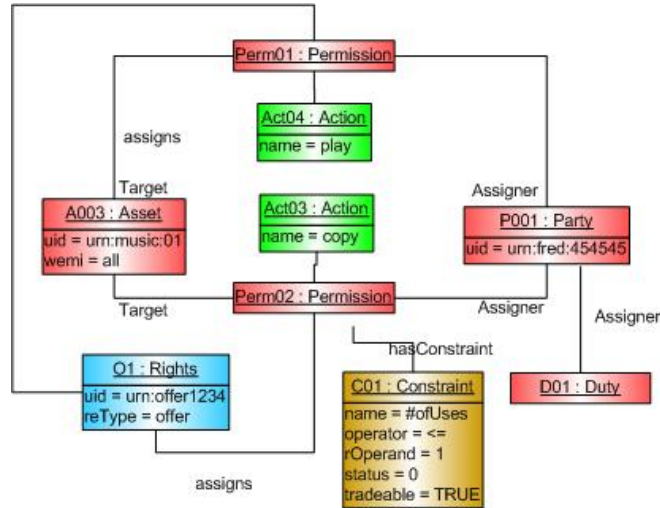 Perm01 : Permission
Act04 : Action
name = play
assigns
Target
Assigner
A003 : Asset
uid = urn:music:01
wemi = all
Act03 : Action
name = copy
P001 : Party
uid = urn:fred:454545
Perm02 : Permission
Target
Assigner
Assigner
hasConstraint
O1 : Rights
uid = urn:offer1234
reType = offer
C01 : Constraint
name = #ofUses
operator = <=
rOperand = 1
status = 0
tradeable = TRUE
D01 : Duty
assigns